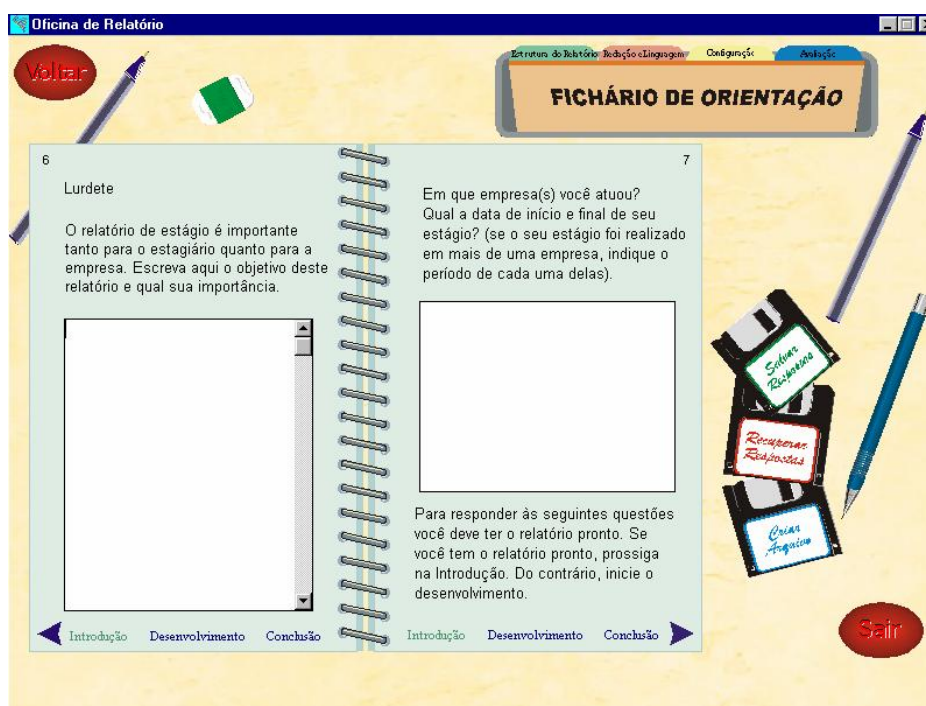 Oficina de Relatório
Voltar
Estrutura do Relatório Redação e Linguagem Configuração Avaliação
FICHÁRIO DE ORIENTAÇÃO
6
Lurdete
O relatório de estágio é importante
tanto para o estagiário quanto para a
empresa. Escreva aqui o objetivo deste
relatório e qual sua importância.
Introdução Desenvolvimento Conclusão
7
Em que empresa(s) você atuou?
Qual a data de início e final de seu
estágio? (se o seu estágio foi realizado
em mais de uma empresa, indique o
período de cada uma delas).
Para responder às seguintes questões
você deve ter o relatório pronto. Se
você tem o relatório pronto, prossiga
na Introdução. Do contrário, inicie o
desenvolvimento.
Introdução Desenvolvimento Conclusão
Salvar
Respostas
Recuperar
Respostas
Criar
Arquivo
Sair